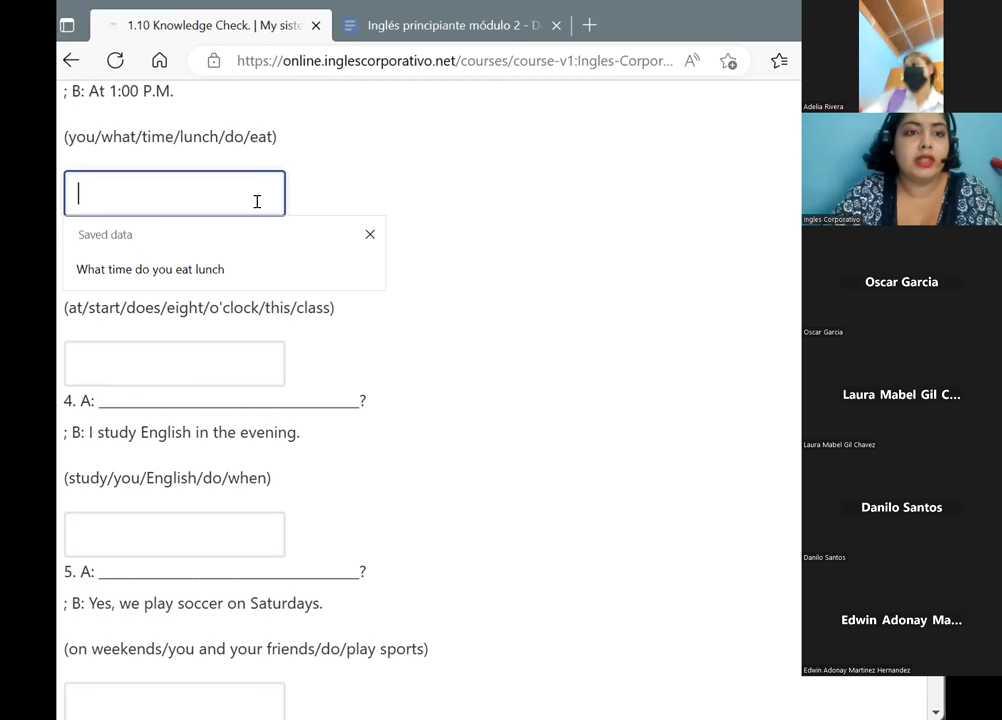 1.10 Knowledge Check. | My siste
Inglés principiante módulo 2 - D
https://online.inglescorporativo.net/courses/course-v1:Ingles-Corpor...
; B: At 1:00 P.M.
(you/what/time/lunch/do/eat)
Saved data
What time do you eat lunch
(at/start/does/eight/o'clock/this/class)
4. A: ______________________________?
; B: I study English in the evening.
(study/you/English/do/when)
5. A: ______________________________?
; B: Yes, we play soccer on Saturdays.
(on weekends/you and your friends/do/play sports)
Adelia Rivera
Ingles Corporativo
Oscar Garcia
Oscar Garcia
Laura Mabel Gil C...
Laura Mabel Gil Chavez
Danilo Santos
Danilo Santos
Edwin Adonay Ma...
Edwin Adonay Martinez Hernandez